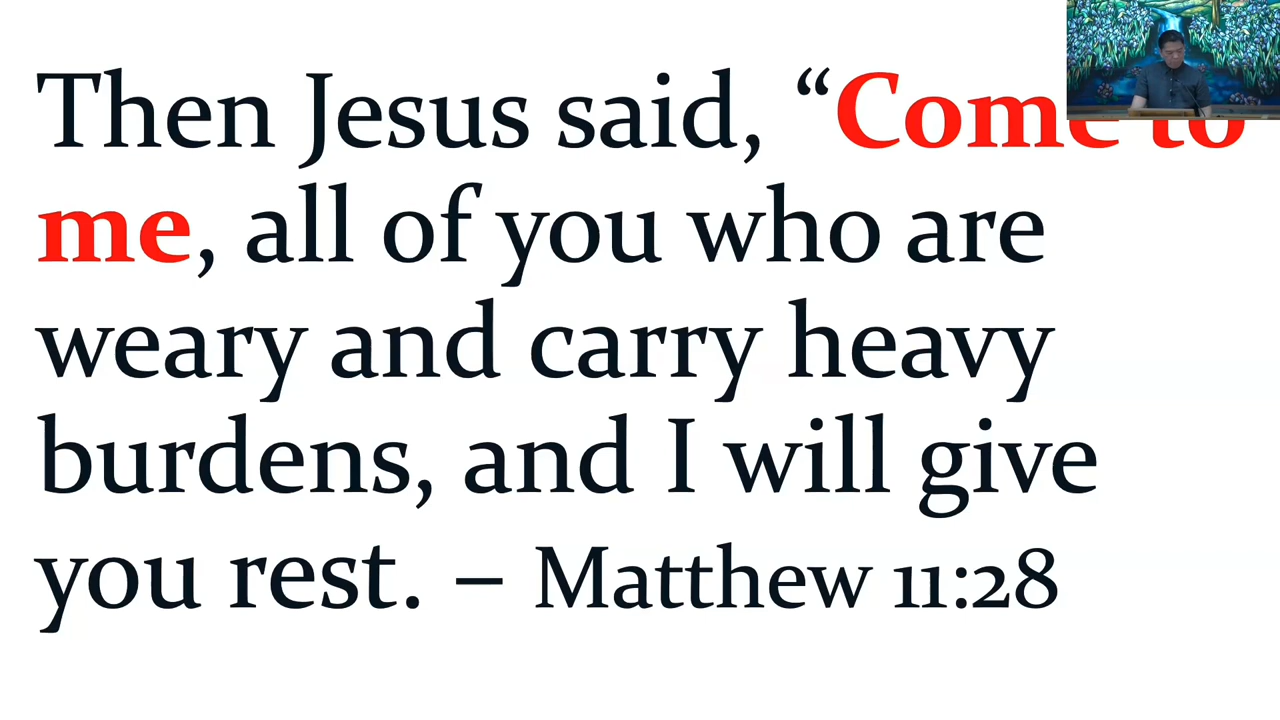 Then Jesus said, “Come to
me, all of you who are
weary and carry heavy
burdens, and I will give
you rest. – Matthew 11:28